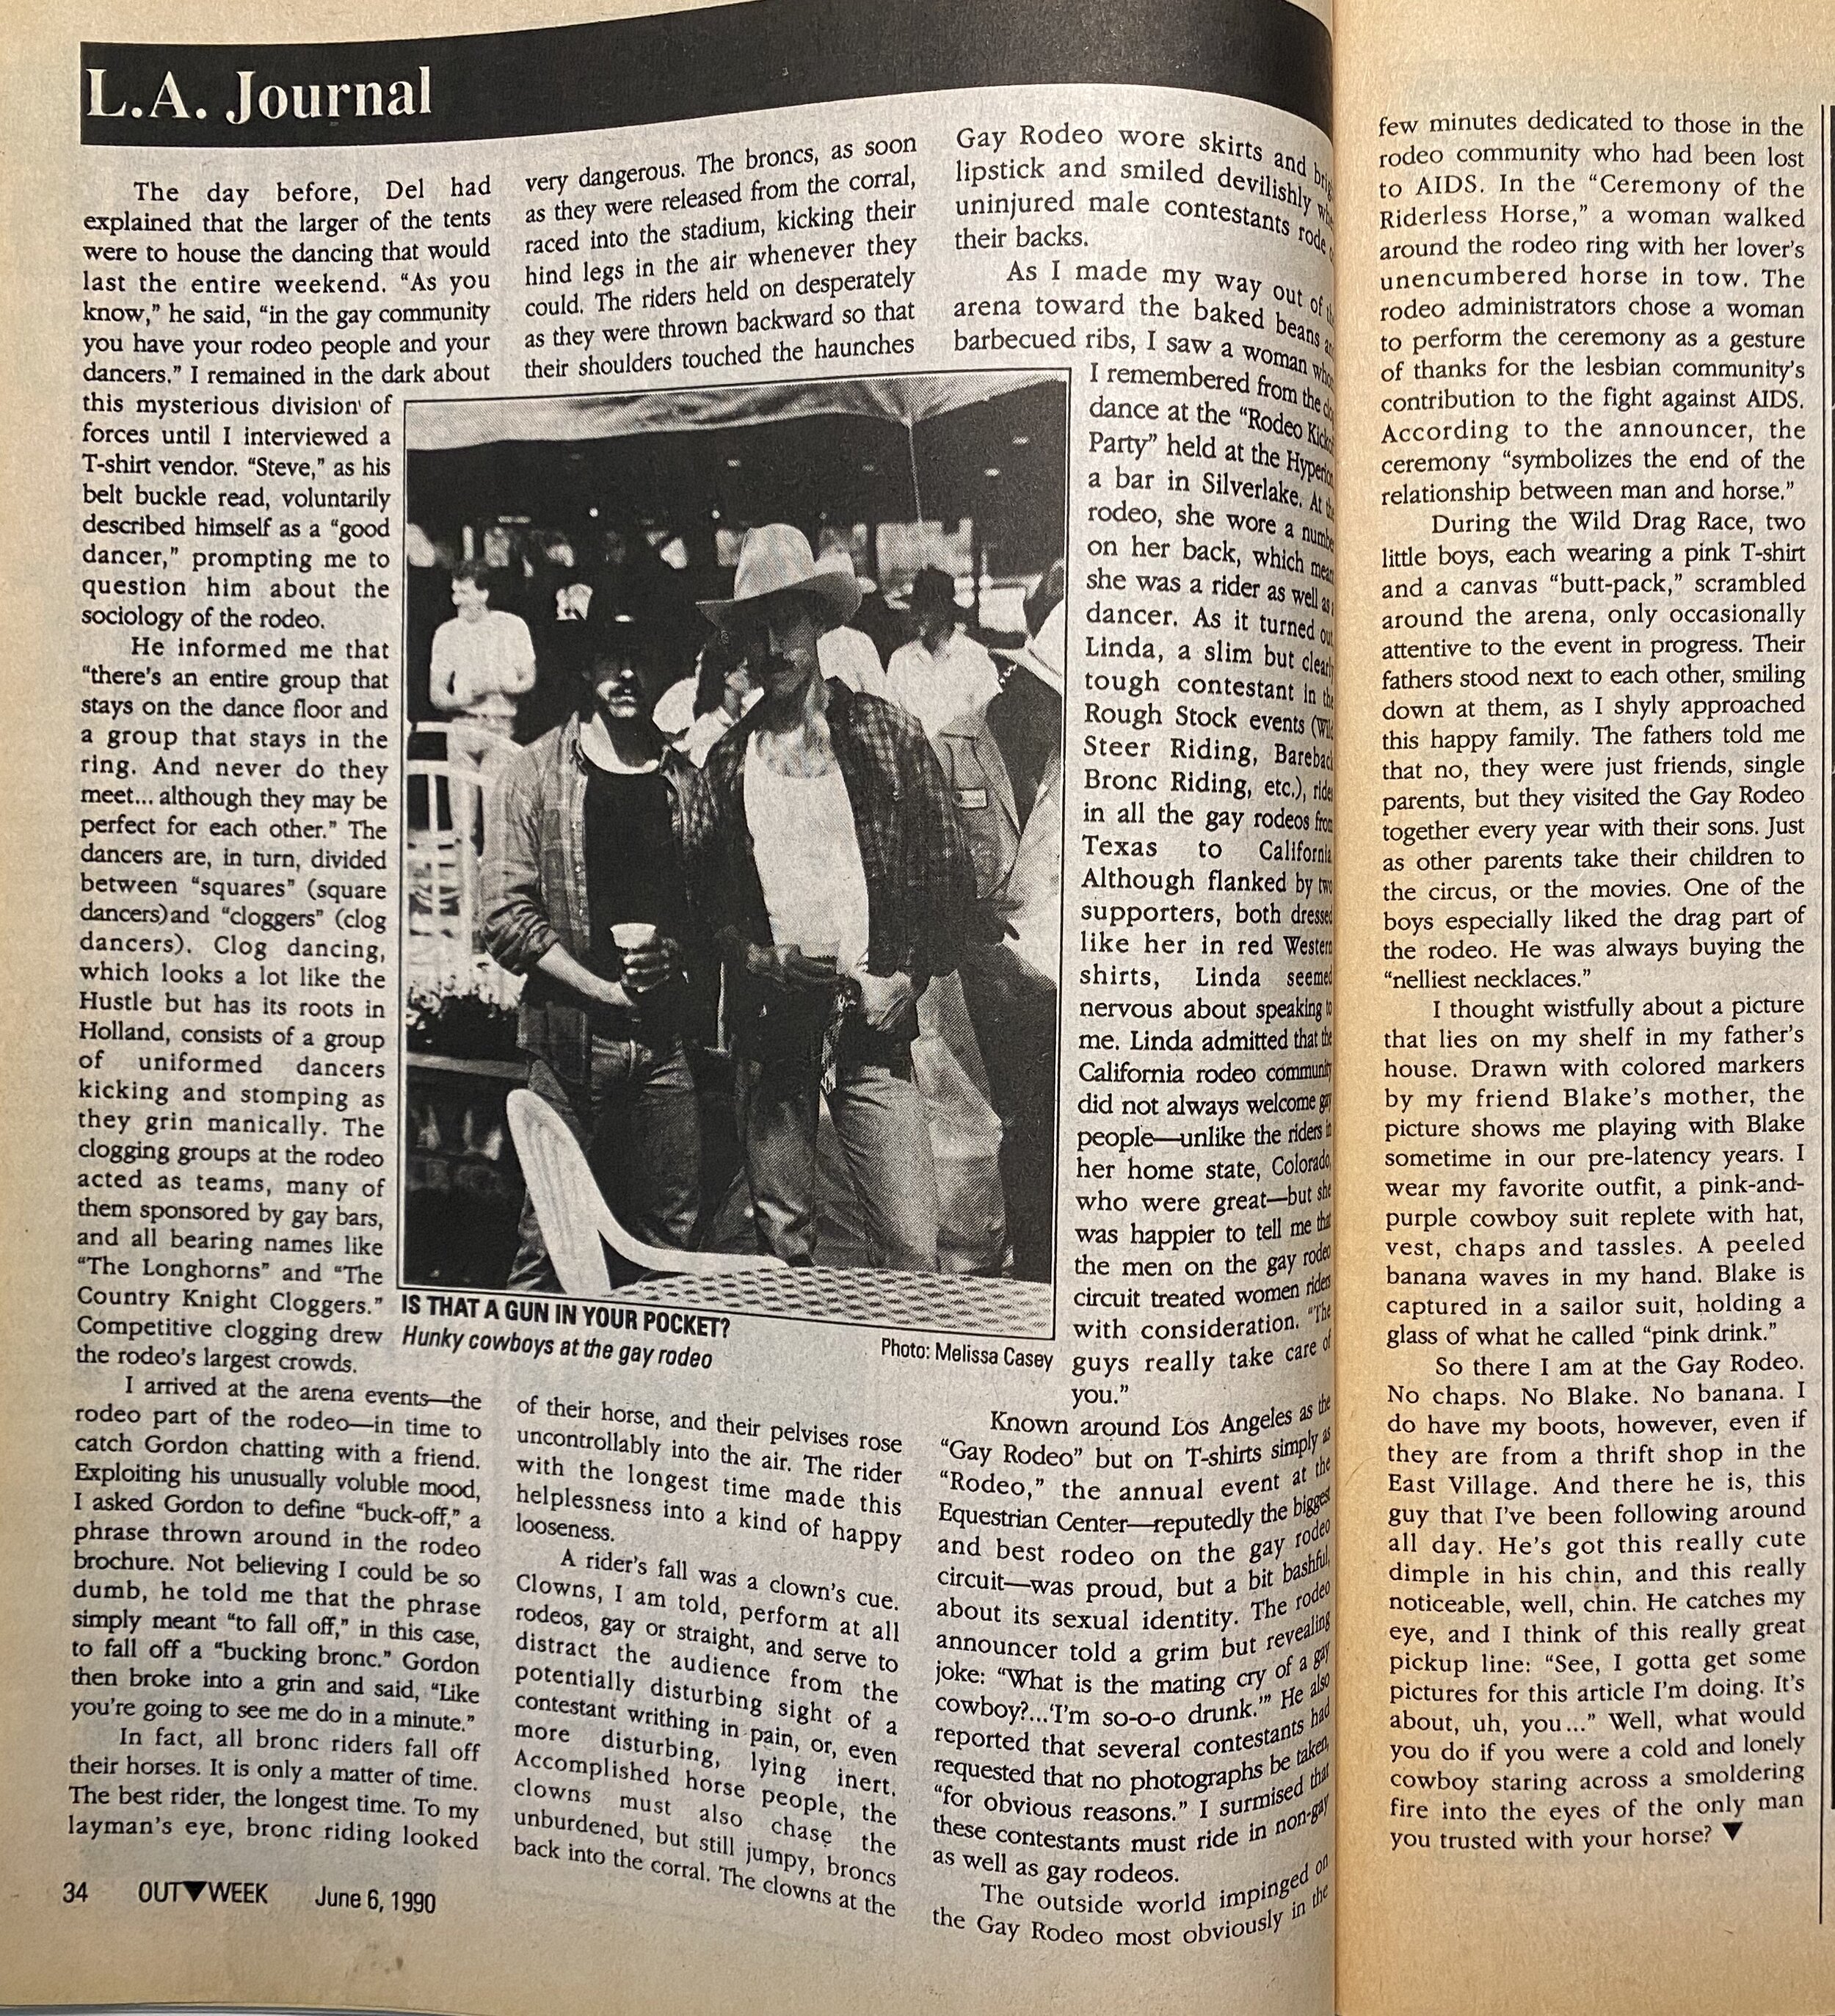 L.A. Journal
The day before, Del had
explained that the larger of the tents
were to house the dancing that would
last the entire weekend. “As you
know,” he said, “in the gay community
you have your rodeo people and your
dancers.” I remained in the dark about
this mysterious division of
forces until I interviewed a
T-shirt vendor. “Steve,” as his
belt buckle read, voluntarily
described himself as a “good
dancer,” prompting me to
question him about the
sociology of the rodeo.
He informed me that
“there's an entire group that
stays on the dance floor and
a group that stays in the
ring. And never do they
meet... although they may be
perfect for each other.” The
dancers are, in turn, divided
between “squares” (square
dancers)and “cloggers” (clog
dancers). Clog dancing,
which looks a lot like the
Hustle but has its roots in
Holland, consists of a group
of uniformed dancers
kicking and stomping as
they grin manically. The
clogging groups at the rodeo
acted as teams, many of
them sponsored by gay bars,
and all bearing names like
“The Longhorns” and “The
Country Knight Cloggers.”
Competitive clogging drew
the rodeo's largest crowds.
I arrived at the arena events—the
rodeo part of the rodeo—in time to
catch Gordon chatting with a friend.
Exploiting his unusually voluble mood,
I asked Gordon to define “buck-off,” a
phrase thrown around in the rodeo
brochure. Not believing I could be so
dumb, he told me that the phrase
simply meant “to fall off,” in this case,
to fall off a “bucking bronc.” Gordon
then broke into a grin and said, “Like
you're going to see me do in a minute.”
In fact, all bronc riders fall off
their horses. It is only a matter of time.
The best rider, the longest time. To my
layman's eye, bronc riding looked
very dangerous. The broncs, as soon
as they were released from the corral,
raced into the stadium, kicking their
hind legs in the air whenever they
could. The riders held on desperately
as they were thrown backward so that
their shoulders touched the haunches
IS THAT A GUN IN YOUR POCKET?
Hunky cowboys at the gay rodeo
Photo: Melissa Casey
of their horse, and their pelvises rose
uncontrollably into the air. The rider
with the longest time made this
helplessness into a kind of happy
looseness.
A rider's fall was a clown's cue.
Clowns, I am told, perform at all
rodeos, gay or straight, and serve to
distract the audience from the
potentially disturbing sight of a
contestant writhing in pain, or, even
more disturbing, lying inert.
Accomplished horse people, the
clowns must also chase the
unburdened, but still jumpy, broncs
back into the corral. The clowns at the
Gay Rodeo wore skirts and
lipstick and smiled devilishly
uninjured male contestants rode
their backs.
As I made my way out of
arena toward the baked beans
barbecued ribs, I saw a woman
I remembered from the
dance at the “Rodeo
Party” held at the
a bar in Silverlake. At
rodeo, she wore a
on her back, which
she was a rider as well
dancer. As it turned
Linda, a slim but
tough contestant in
Rough Stock events
Steer Riding,
Bronc Riding, etc.),
in all the gay rodeos
Texas to California
Although flanked by
supporters, both dressed
like her in red Western
shirts, Linda seemed
nervous about speaking to
me. Linda admitted that the
California rodeo community
did not always welcome gay
people—unlike the riders in
her home state, Colorado,
who were great—but she
was happier to tell me that
the men on the gay rodeo
circuit treated women riders
with consideration. “The
guys really take care of
you.”
Known around Los Angeles as the
“Gay Rodeo” but on T-shirts simply as
“Rodeo,” the annual event at the
Equestrian Center—reputedly the biggest
and best rodeo on the gay rodeo
circuit—was proud, but a bit bashful,
about its sexual identity. The rodeo
announcer told a grim but revealing
joke: “What is the mating cry of a gay
cowboy?...‘I'm so-o-o drunk.’” He also
reported that several contestants had
requested that no photographs be taken,
“for obvious reasons.” I surmised that
these contestants must ride in non-gay
as well as gay rodeos.
The outside world impinged on
the Gay Rodeo most obviously in the
34 OUT▼WEEK June 6, 1990
few minutes dedicated to those in the
rodeo community who had been lost
to AIDS. In the “Ceremony of the
Riderless Horse,” a woman walked
around the rodeo ring with her lover's
unencumbered horse in tow. The
rodeo administrators chose a woman
to perform the ceremony as a gesture
of thanks for the lesbian community's
contribution to the fight against AIDS.
According to the announcer, the
ceremony “symbolizes the end of the
relationship between man and horse.”
During the Wild Drag Race, two
little boys, each wearing a pink T-shirt
and a canvas “butt-pack,” scrambled
around the arena, only occasionally
attentive to the event in progress. Their
fathers stood next to each other, smiling
down at them, as I shyly approached
this happy family. The fathers told me
that no, they were just friends, single
parents, but they visited the Gay Rodeo
together every year with their sons. Just
as other parents take their children to
the circus, or the movies. One of the
boys especially liked the drag part of
the rodeo. He was always buying the
“nelliest necklaces.”
I thought wistfully about a picture
that lies on my shelf in my father's
house. Drawn with colored markers
by my friend Blake's mother, the
picture shows me playing with Blake
sometime in our pre-latency years. I
wear my favorite outfit, a pink-and-
purple cowboy suit replete with hat,
vest, chaps and tassles. A peeled
banana waves in my hand. Blake is
captured in a sailor suit, holding a
glass of what he called “pink drink.”
So there I am at the Gay Rodeo.
No chaps. No Blake. No banana. I
do have my boots, however, even if
they are from a thrift shop in the
East Village. And there he is, this
guy that I've been following around
all day. He's got this really cute
dimple in his chin, and this really
noticeable, well, chin. He catches my
eye, and I think of this really great
pickup line: “See, I gotta get some
pictures for this article I'm doing. It's
about, uh, you...” Well, what would
you do if you were a cold and lonely
cowboy staring across a smoldering
fire into the eyes of the only man
you trusted with your horse? ▼